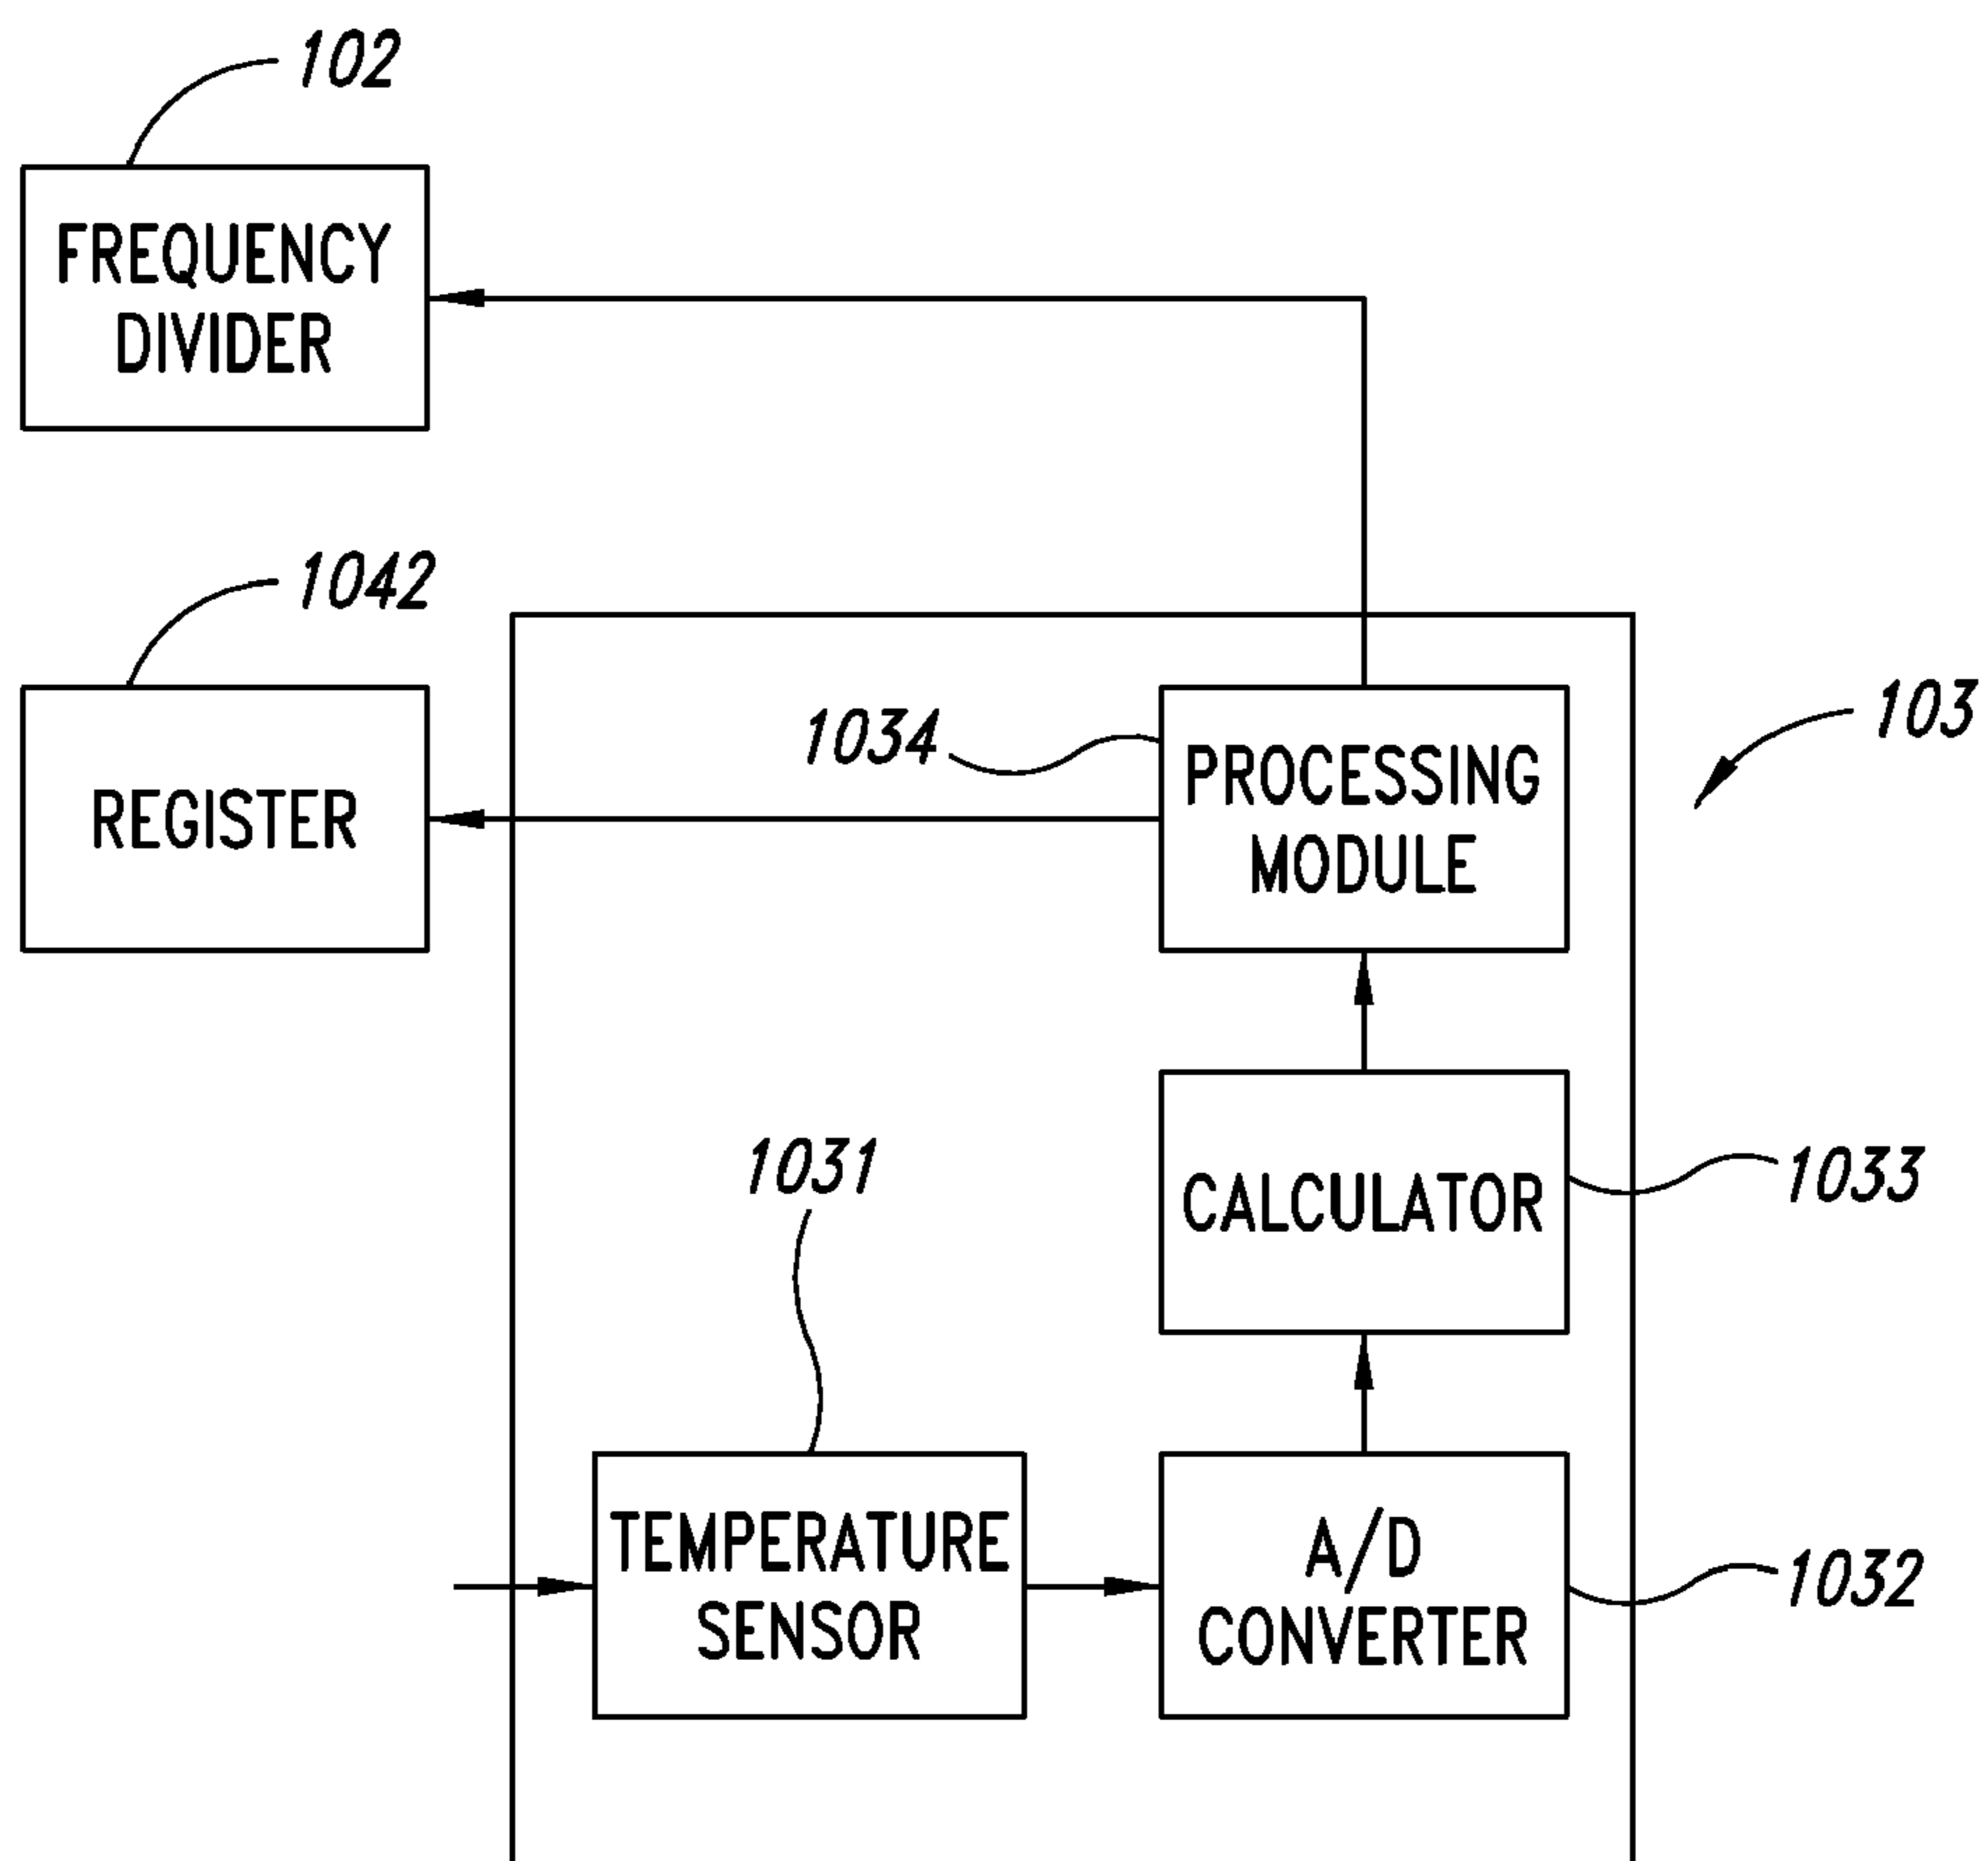 102
FREQUENCY
DIVIDER
1042
REGISTER
1034
PROCESSING
MODULE
103
CALCULATOR
1033
1031
TEMPERATURE
SENSOR
A/D
CONVERTER
1032